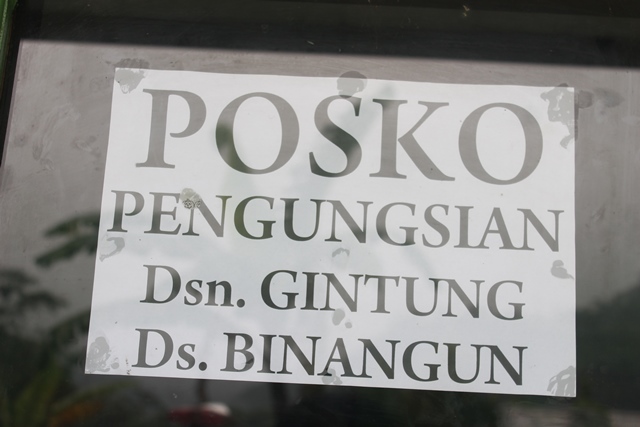 POSKO
PENGUNGSIAN
Dsn. GINTUNG
Ds. BINANGUN